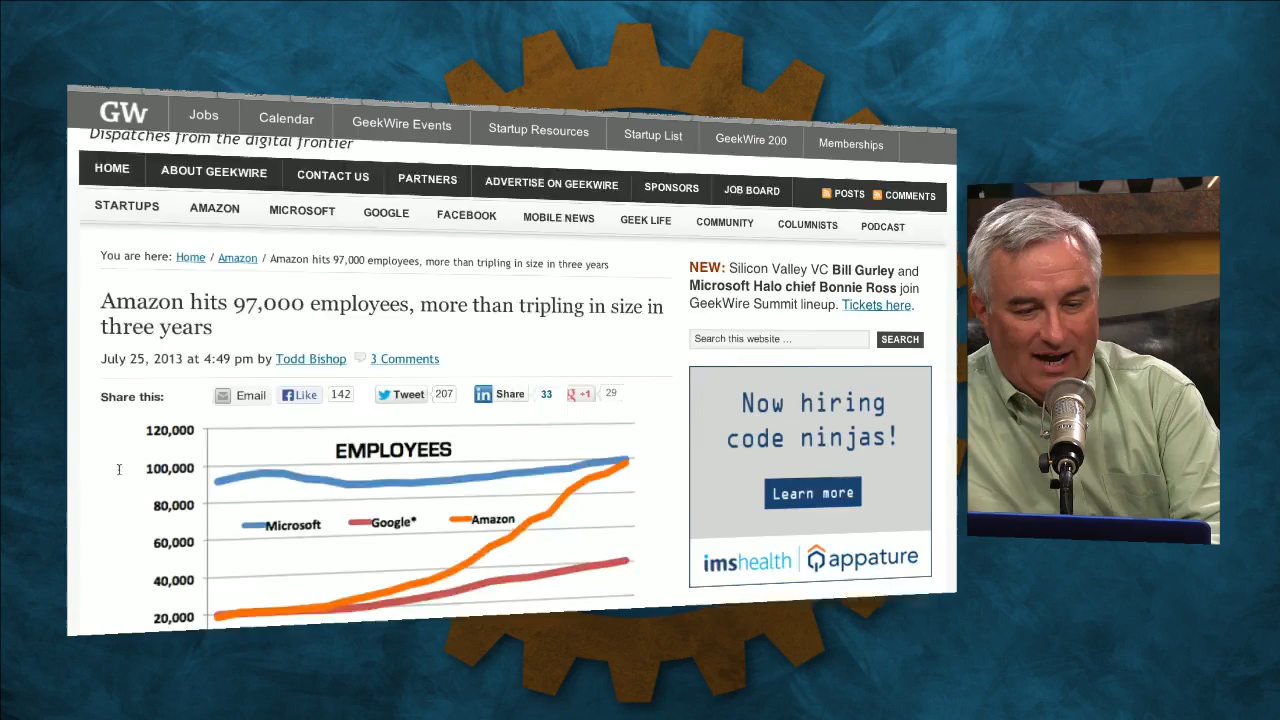 GW
Jobs
Calendar
GeekWire Events
Startup Resources
Startup List
GeekWire 200
Memberships
Dispatches from the digital frontier
HOME
ABOUT GEEKWIRE
CONTACT US
PARTNERS
ADVERTISE ON GEEKWIRE
SPONSORS
JOB BOARD
POSTS
COMMENTS
STARTUPS
AMAZON
MICROSOFT
GOOGLE
FACEBOOK
MOBILE NEWS
GEEK LIFE
COMMUNITY
COLUMNISTS
PODCAST
You are here: Home / Amazon / Amazon hits 97,000 employees, more than tripling in size in three years
Amazon hits 97,000 employees, more than tripling in size in
three years
July 25, 2013 at 4:49 pm by Todd Bishop 3 Comments
Share this:
Email
Like 142
Tweet 207
in Share 33
g +1 29
120,000
100,000
80,000
60,000
40,000
20,000
EMPLOYEES
Microsoft
Google*
Amazon
NEW: Silicon Valley VC Bill Gurley and
Microsoft Halo chief Bonnie Ross join
GeekWire Summit lineup. Tickets here.
Search this website ...
SEARCH
Now hiring
code ninjas!
Learn more
imshealth
appature